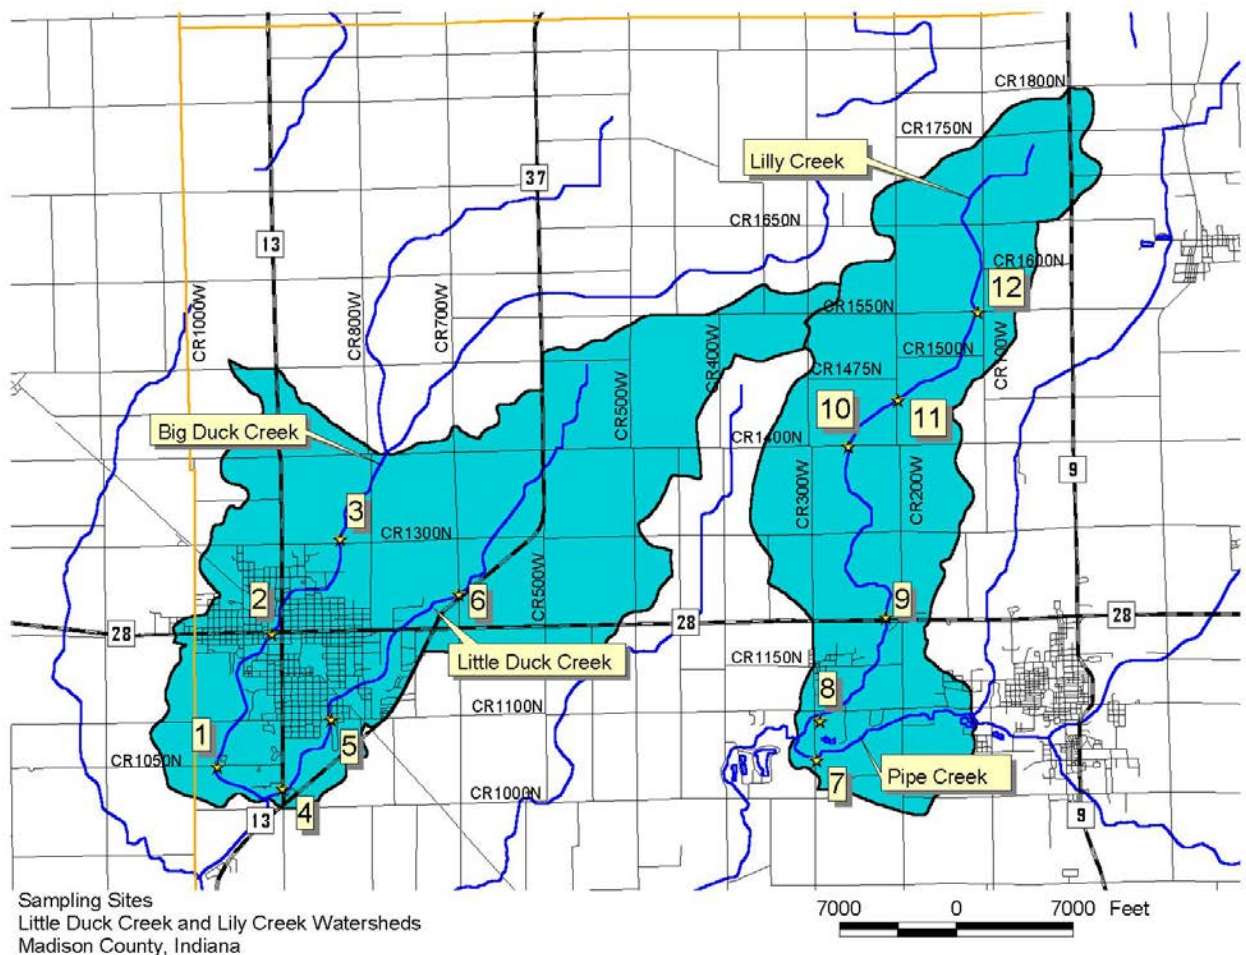 CR1800N
CR1750N
Lilly Creek
37
CR1650N
13
CR1600N
12
CR1000W
CR800W
CR700W
CR1550N
CR400W
CR1500N
CR100W
CR1475N
CR500W
10
11
Big Duck Creek
CR1400N
9
CR300W
CR200W
3
CR1300N
CR500W
2
6
9
28
28
28
Little Duck Creek
CR1150N
8
CR1100N
1
5
CR1050N
Pipe Creek
7
CR1000N
4
13
9
Sampling Sites
Little Duck Creek and Lily Creek Watersheds
Madison County, Indiana
7000 0 7000 Feet